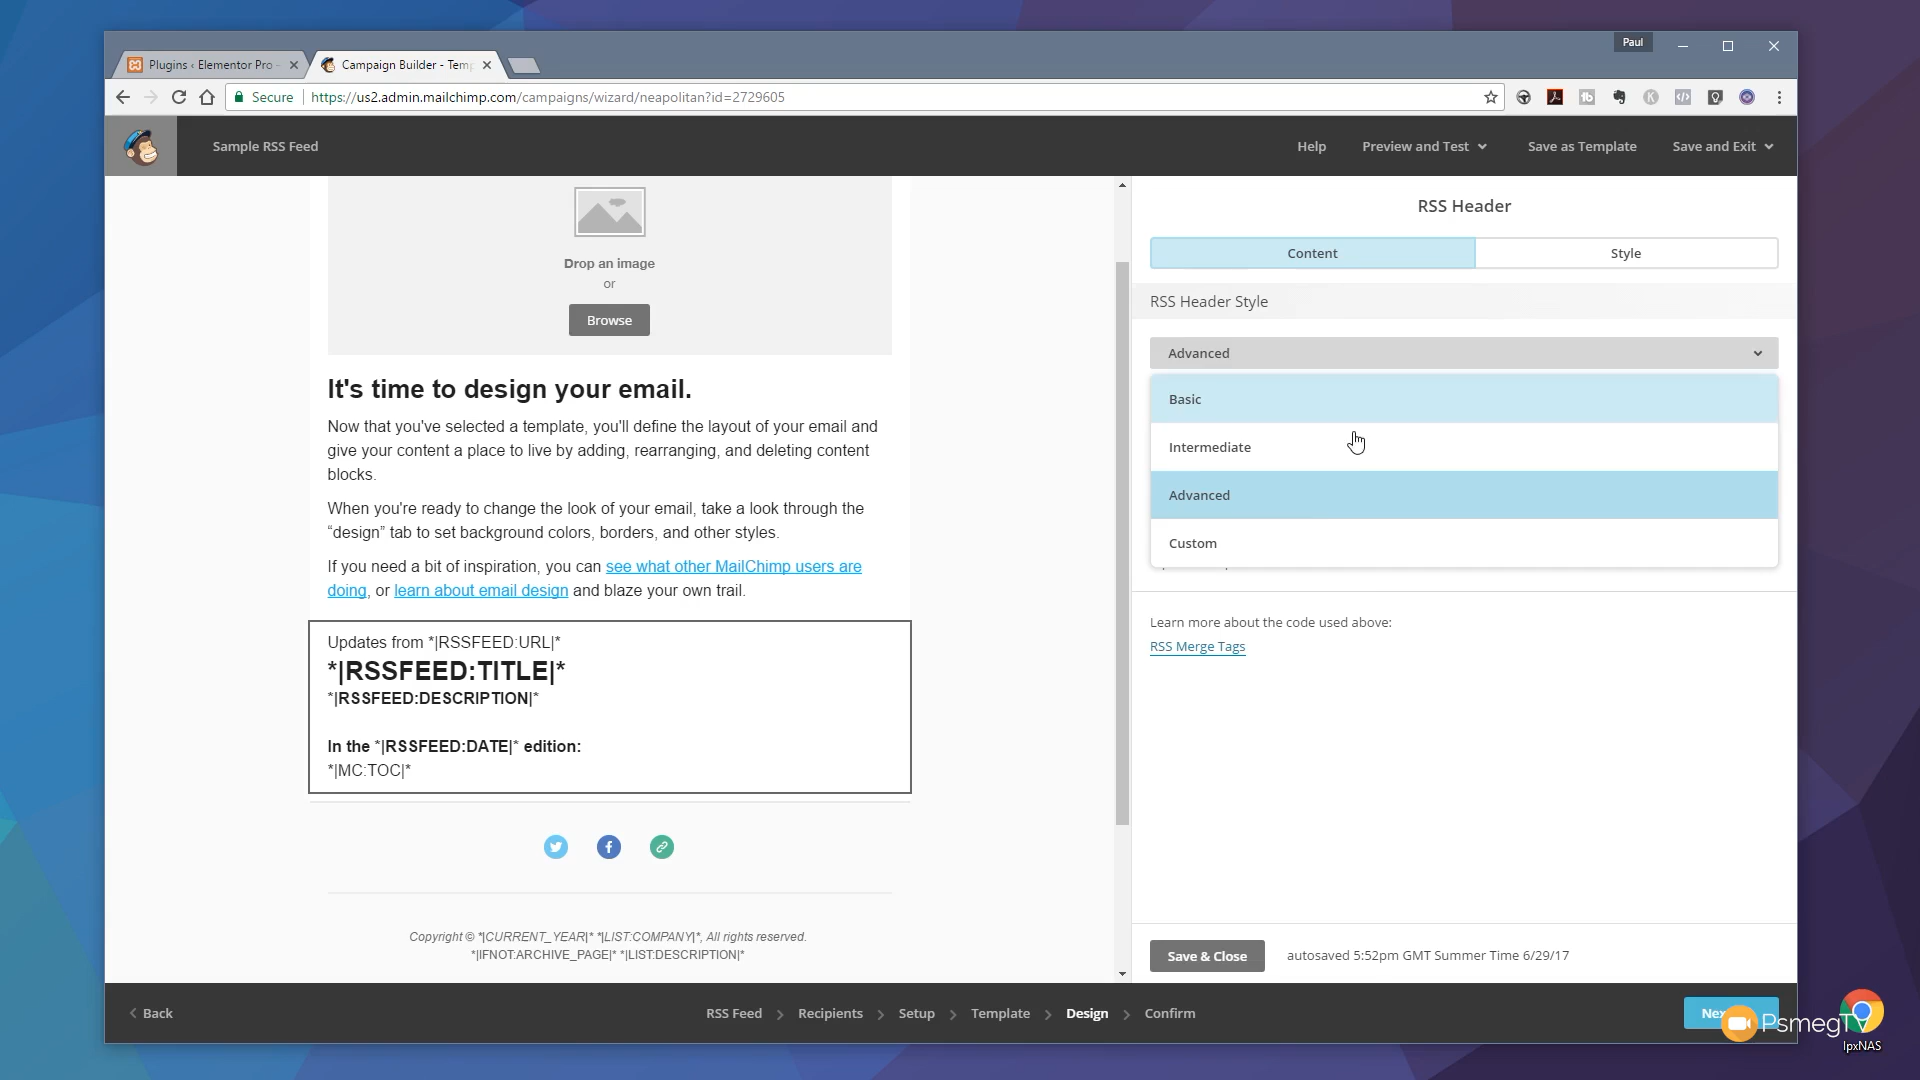 Paul
Plugins ‹ Elementor Pro
Campaign Builder - Temp
Secure
https://us2.admin.mailchimp.com/campaigns/wizard/neapolitan?id=2729605
Sample RSS Feed
Help
Preview and Test
Save as Template
Save and Exit
Drop an image
or
Browse
It's time to design your email.
Now that you've selected a template, you'll define the layout of your email and
give your content a place to live by adding, rearranging, and deleting content
blocks.
When you're ready to change the look of your email, take a look through the
“design” tab to set background colors, borders, and other styles.
If you need a bit of inspiration, you can see what other MailChimp users are
doing, or learn about email design and blaze your own trail.
Updates from *|RSSFEED:URL|*
*|RSSFEED:TITLE|*
*|RSSFEED:DESCRIPTION|*
In the *|RSSFEED:DATE|* edition:
*|MC:TOC|*
Copyright © *|CURRENT_YEAR|* *|LIST:COMPANY|*, All rights reserved.
*|IFNOT:ARCHIVE_PAGE|* *|LIST:DESCRIPTION|*
RSS Header
Content
Style
RSS Header Style
Advanced
Basic
Intermediate
Advanced
Custom
Learn more about the code used above:
RSS Merge Tags
Save & Close
autosaved 5:52pm GMT Summer Time 6/29/17
Back
RSS Feed
Recipients
Setup
Template
Design
Confirm
PsmegTV
IpxNAS